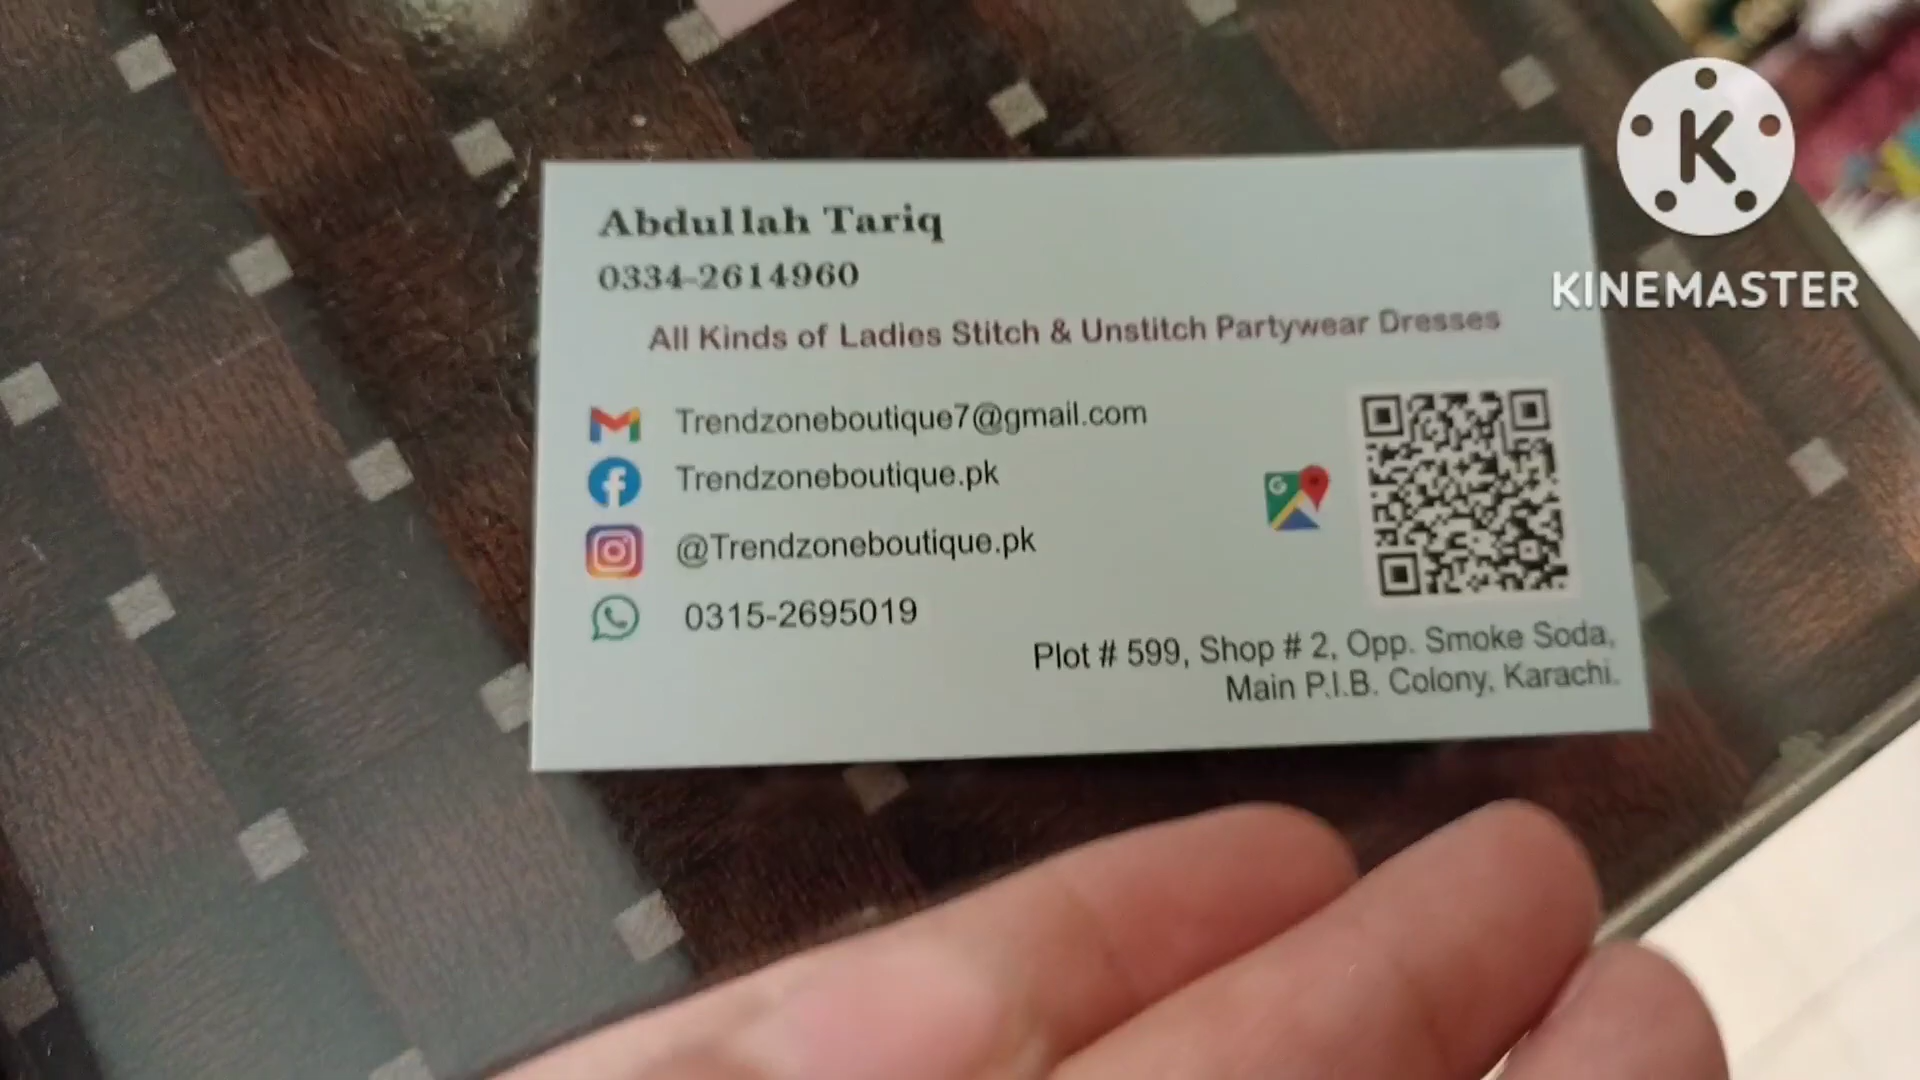 Abdullah Tariq
0334-2614960
All Kinds of Ladies Stitch & Unstitch Partywear Dresses
Trendzoneboutique7@gmail.com
Trendzoneboutique.pk
@Trendzoneboutique.pk
0315-2695019
Plot # 599, Shop # 2, Opp. Smoke Soda,
Main P.I.B. Colony, Karachi.
K
KINEMASTER